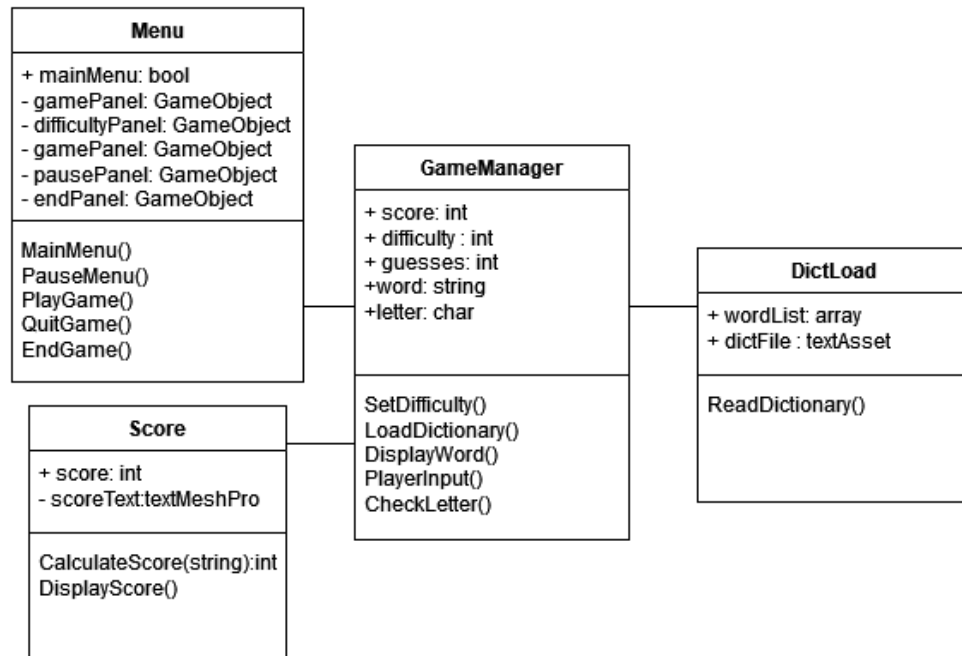 Menu
+ mainMenu: bool
- gamePanel: GameObject
- difficultyPanel: GameObject
- gamePanel: GameObject
- pausePanel: GameObject
- endPanel: GameObject
MainMenu()
PauseMenu()
PlayGame()
QuitGame()
EndGame()
GameManager
+ score: int
+ difficulty : int
+ guesses: int
+word: string
+letter: char
SetDifficulty()
LoadDictionary()
DisplayWord()
PlayerInput()
CheckLetter()
DictLoad
+ wordList: array
+ dictFile : textAsset
ReadDictionary()
Score
+ score: int
- scoreText:textMeshPro
CalculateScore(string):int
DisplayScore()